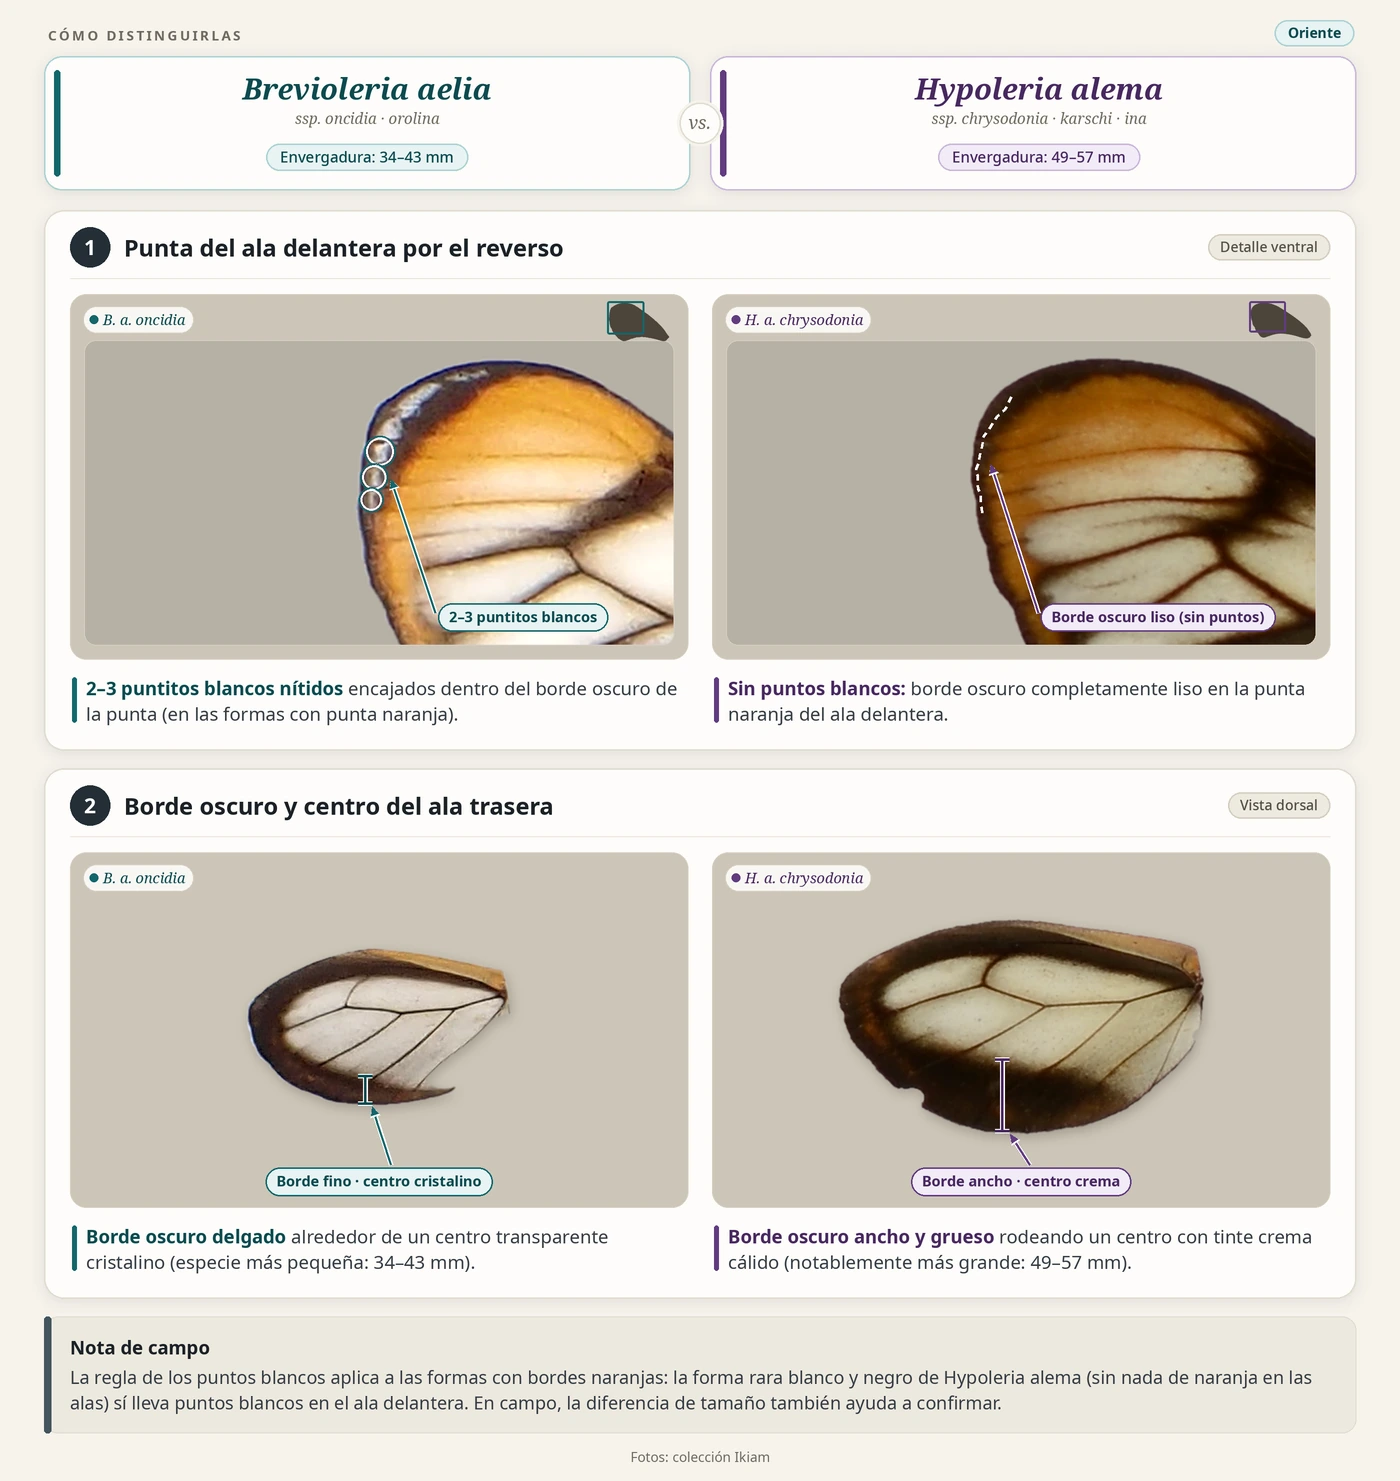 CÓMO DISTINGUIRLAS
Oriente
Brevioleria aelia
ssp. oncidia · orolina
Envergadura: 34–43 mm
vs.
Hypoleria alema
ssp. chrysodonia · karschi · ina
Envergadura: 49–57 mm
1 Punta del ala delantera por el reverso
Detalle ventral
B. a. oncidia
2–3 puntitos blancos
H. a. chrysodonia
Borde oscuro liso (sin puntos)
2–3 puntitos blancos nítidos encajados dentro del borde oscuro de
la punta (en las formas con punta naranja).
Sin puntos blancos: borde oscuro completamente liso en la punta
naranja del ala delantera.
2 Borde oscuro y centro del ala trasera
Vista dorsal
B. a. oncidia
Borde fino · centro cristalino
H. a. chrysodonia
Borde ancho · centro crema
Borde oscuro delgado alrededor de un centro transparente
cristalino (especie más pequeña: 34–43 mm).
Borde oscuro ancho y grueso rodeando un centro con tinte crema
cálido (notablemente más grande: 49–57 mm).
Nota de campo
La regla de los puntos blancos aplica a las formas con bordes naranjas: la forma rara blanco y negro de Hypoleria alema (sin nada de naranja en las
alas) sí lleva puntos blancos en el ala delantera. En campo, la diferencia de tamaño también ayuda a confirmar.
Fotos: colección Ikiam